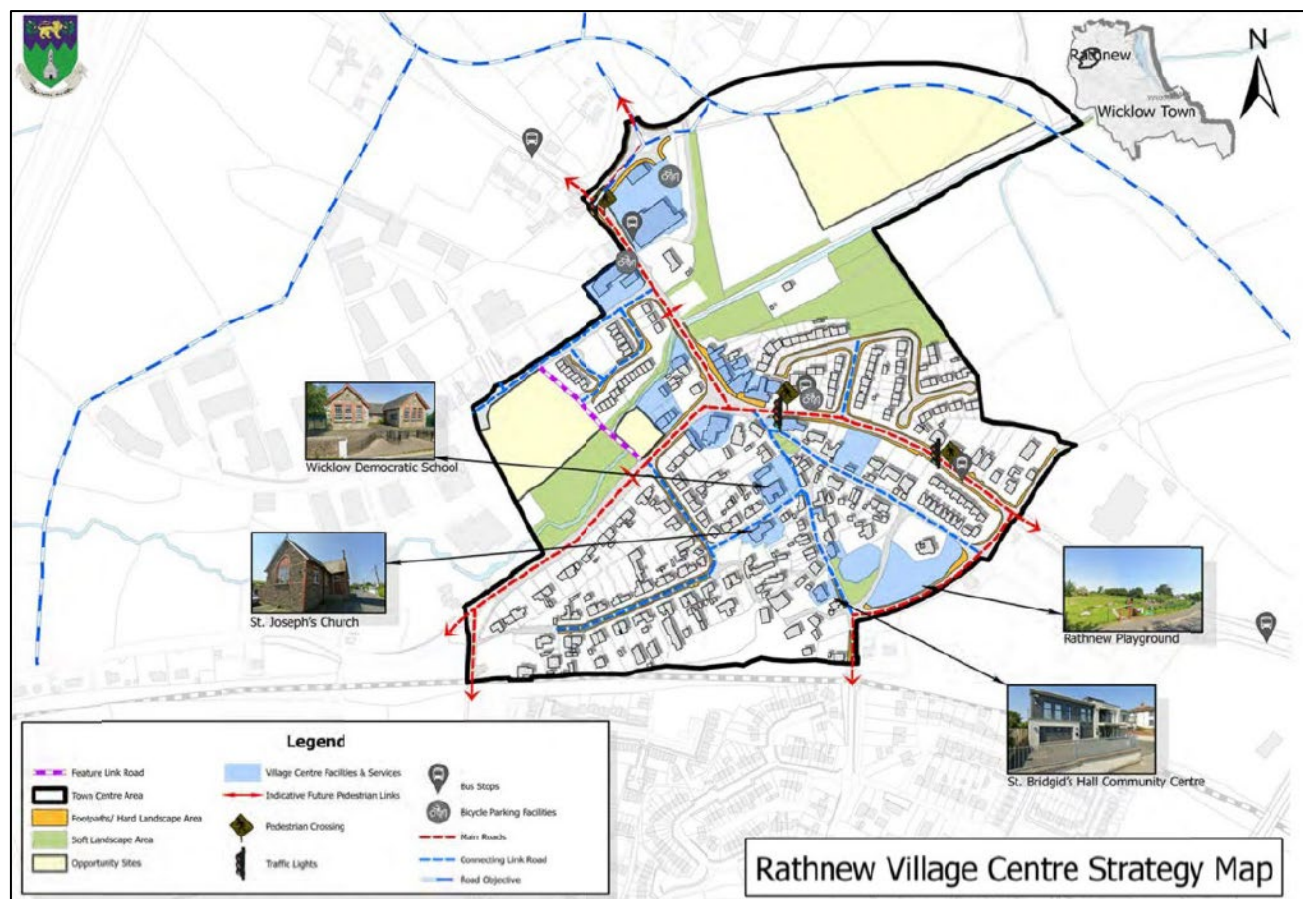 Rathnew
Wicklow Town
N
Wicklow Democratic School
St. Joseph's Church
Rathnew Playground
St. Bridgid's Hall Community Centre
Legend
Feature Link Road
Town Centre Area
Footpaths/ Hard Landscape Area
Soft Landscape Area
Opportunity Sites
Village Centre Facilities & Services
Indicative Future Pedestrian Links
Pedestrian Crossing
Traffic Lights
Bus Stops
Bicycle Parking Facilities
Main Roads
Connecting Link Road
Road Objective
Rathnew Village Centre Strategy Map